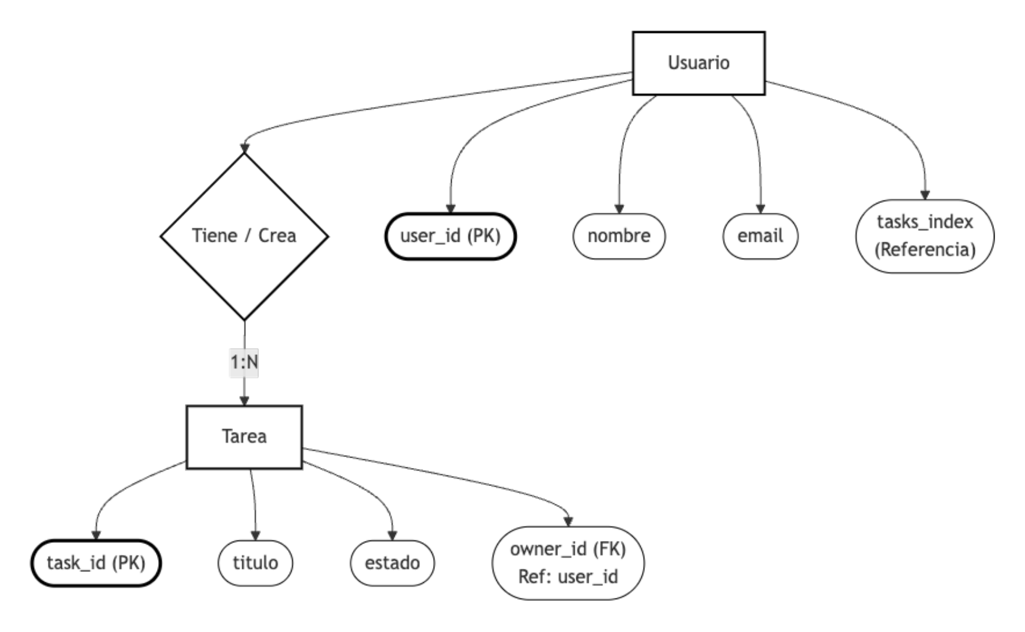 Usuario
Tiene / Crea
user_id (PK)
nombre
email
tasks_index
(Referencia)
1:N
Tarea
task_id (PK)
titulo
estado
owner_id (FK)
Ref: user_id